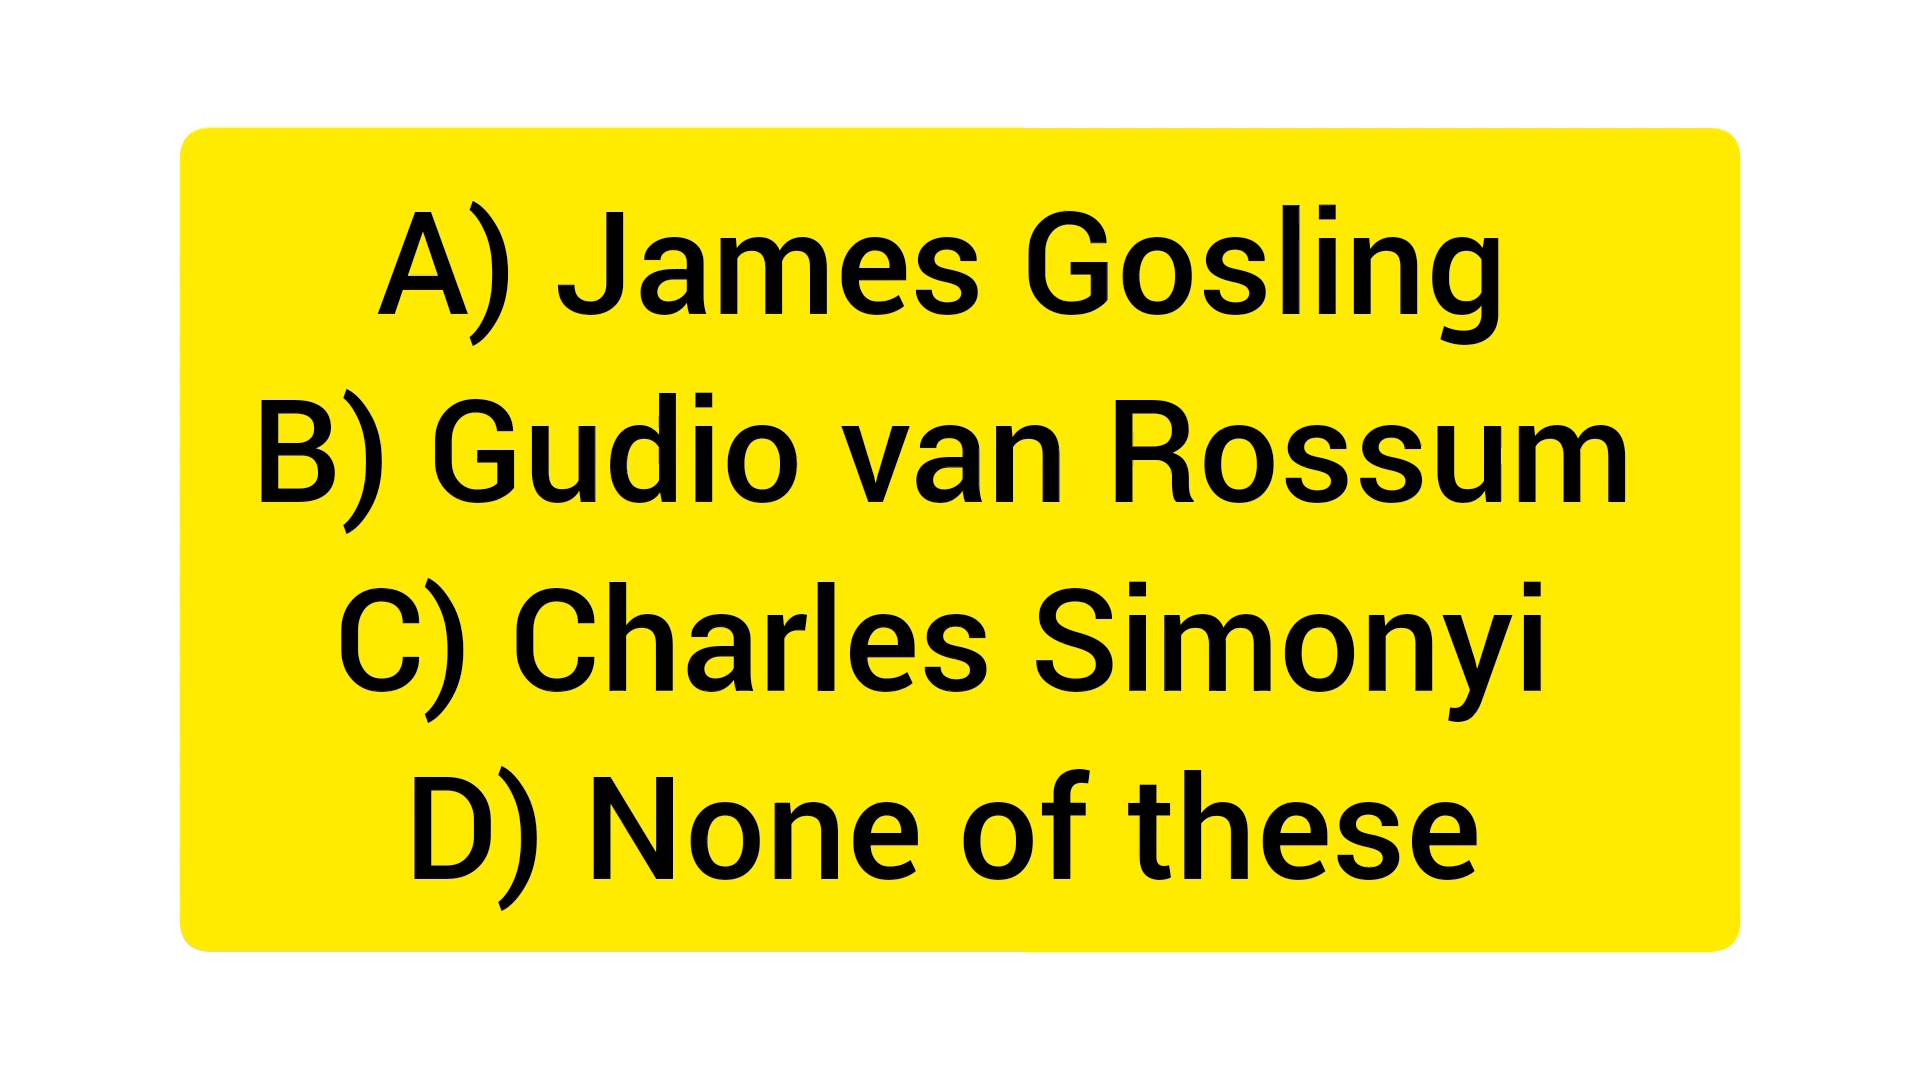 A) James Gosling
B) Gudio van Rossum
C) Charles Simonyi
D) None of these